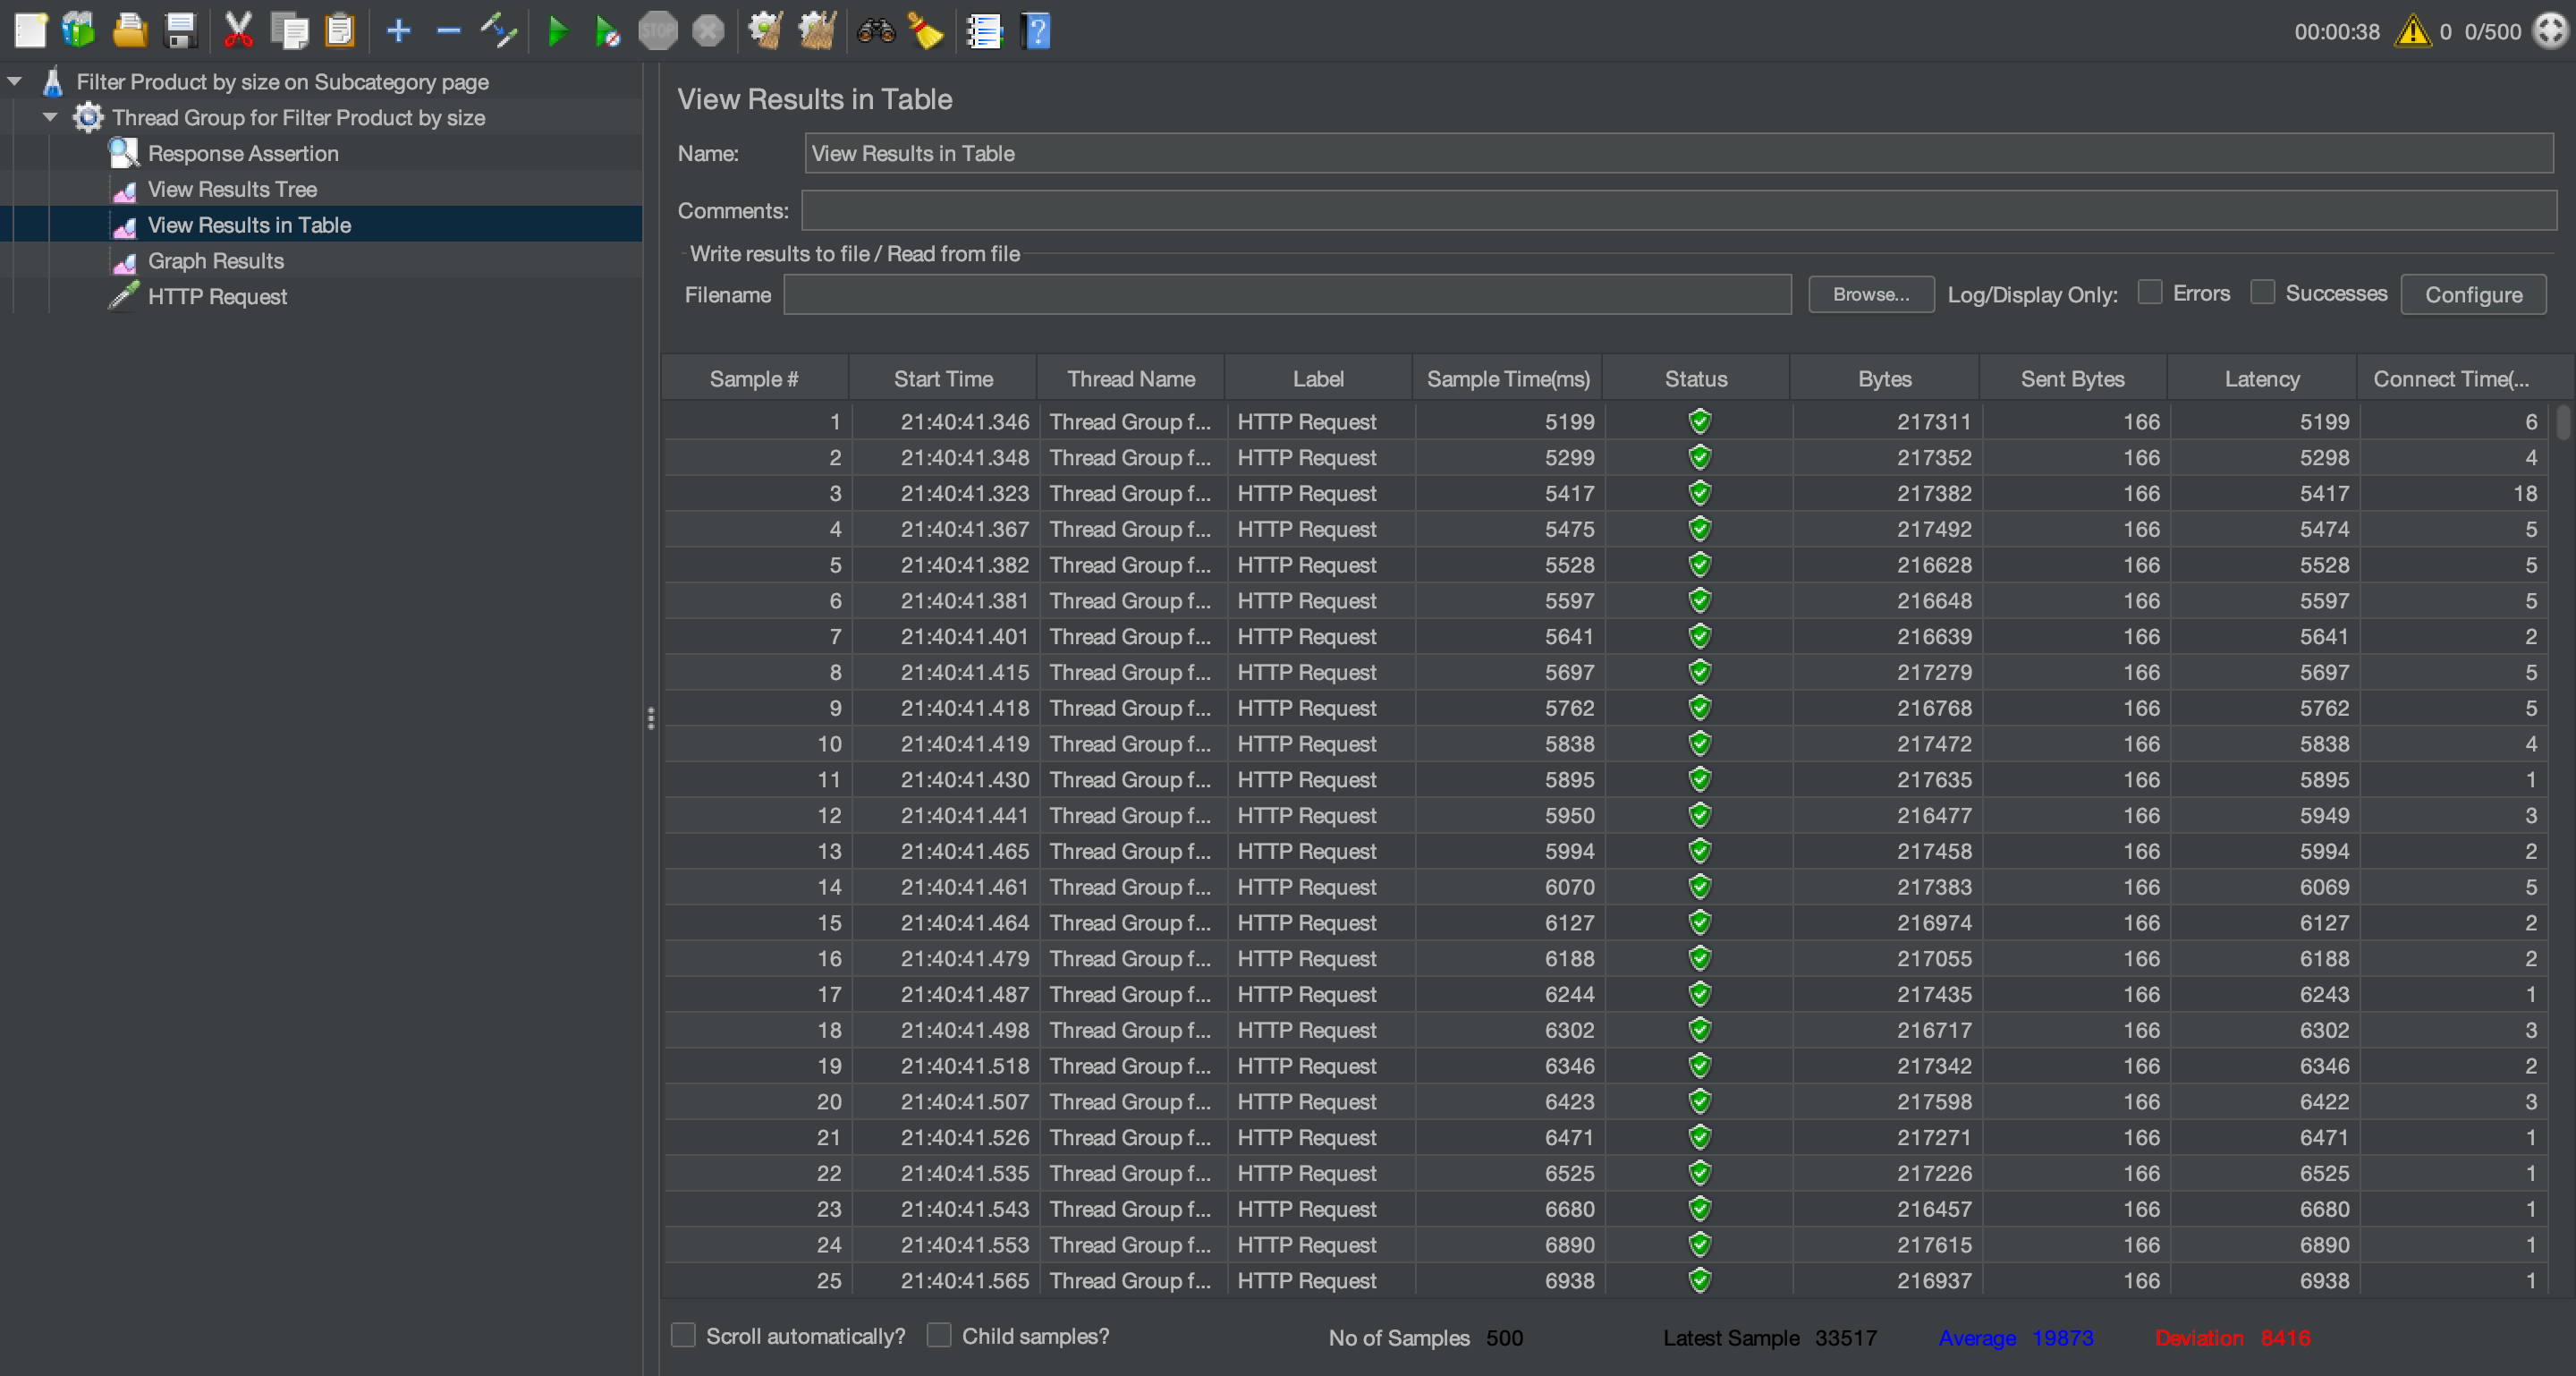 STOP
?
00:00:38 0 0/500
Filter Product by size on Subcategory page
Thread Group for Filter Product by size
Response Assertion
View Results Tree
View Results in Table
Graph Results
HTTP Request
View Results in Table
Name: View Results in Table
Comments:
Write results to file / Read from file
Filename Browse... Log/Display Only: Errors Successes Configure
Sample # Start Time Thread Name Label Sample Time(ms) Status Bytes Sent Bytes Latency Connect Time(...
1 21:40:41.346 Thread Group f... HTTP Request 5199 217311 166 5199 6
2 21:40:41.348 Thread Group f... HTTP Request 5299 217352 166 5298 4
3 21:40:41.323 Thread Group f... HTTP Request 5417 217382 166 5417 18
4 21:40:41.367 Thread Group f... HTTP Request 5475 217492 166 5474 5
5 21:40:41.382 Thread Group f... HTTP Request 5528 216628 166 5528 5
6 21:40:41.381 Thread Group f... HTTP Request 5597 216648 166 5597 5
7 21:40:41.401 Thread Group f... HTTP Request 5641 216639 166 5641 2
8 21:40:41.415 Thread Group f... HTTP Request 5697 217279 166 5697 5
9 21:40:41.418 Thread Group f... HTTP Request 5762 216768 166 5762 5
10 21:40:41.419 Thread Group f... HTTP Request 5838 217472 166 5838 4
11 21:40:41.430 Thread Group f... HTTP Request 5895 217635 166 5895 1
12 21:40:41.441 Thread Group f... HTTP Request 5950 216477 166 5949 3
13 21:40:41.465 Thread Group f... HTTP Request 5994 217458 166 5994 2
14 21:40:41.461 Thread Group f... HTTP Request 6070 217383 166 6069 5
15 21:40:41.464 Thread Group f... HTTP Request 6127 216974 166 6127 2
16 21:40:41.479 Thread Group f... HTTP Request 6188 217055 166 6188 2
17 21:40:41.487 Thread Group f... HTTP Request 6244 217435 166 6243 1
18 21:40:41.498 Thread Group f... HTTP Request 6302 216717 166 6302 3
19 21:40:41.518 Thread Group f... HTTP Request 6346 217342 166 6346 2
20 21:40:41.507 Thread Group f... HTTP Request 6423 217598 166 6422 3
21 21:40:41.526 Thread Group f... HTTP Request 6471 217271 166 6471 1
22 21:40:41.535 Thread Group f... HTTP Request 6525 217226 166 6525 1
23 21:40:41.543 Thread Group f... HTTP Request 6680 216457 166 6680 1
24 21:40:41.553 Thread Group f... HTTP Request 6890 217615 166 6890 1
25 21:40:41.565 Thread Group f... HTTP Request 6938 216937 166 6938 1
Scroll automatically? Child samples? No of Samples 500 Latest Sample 33517 Average 19873 Deviation 8416